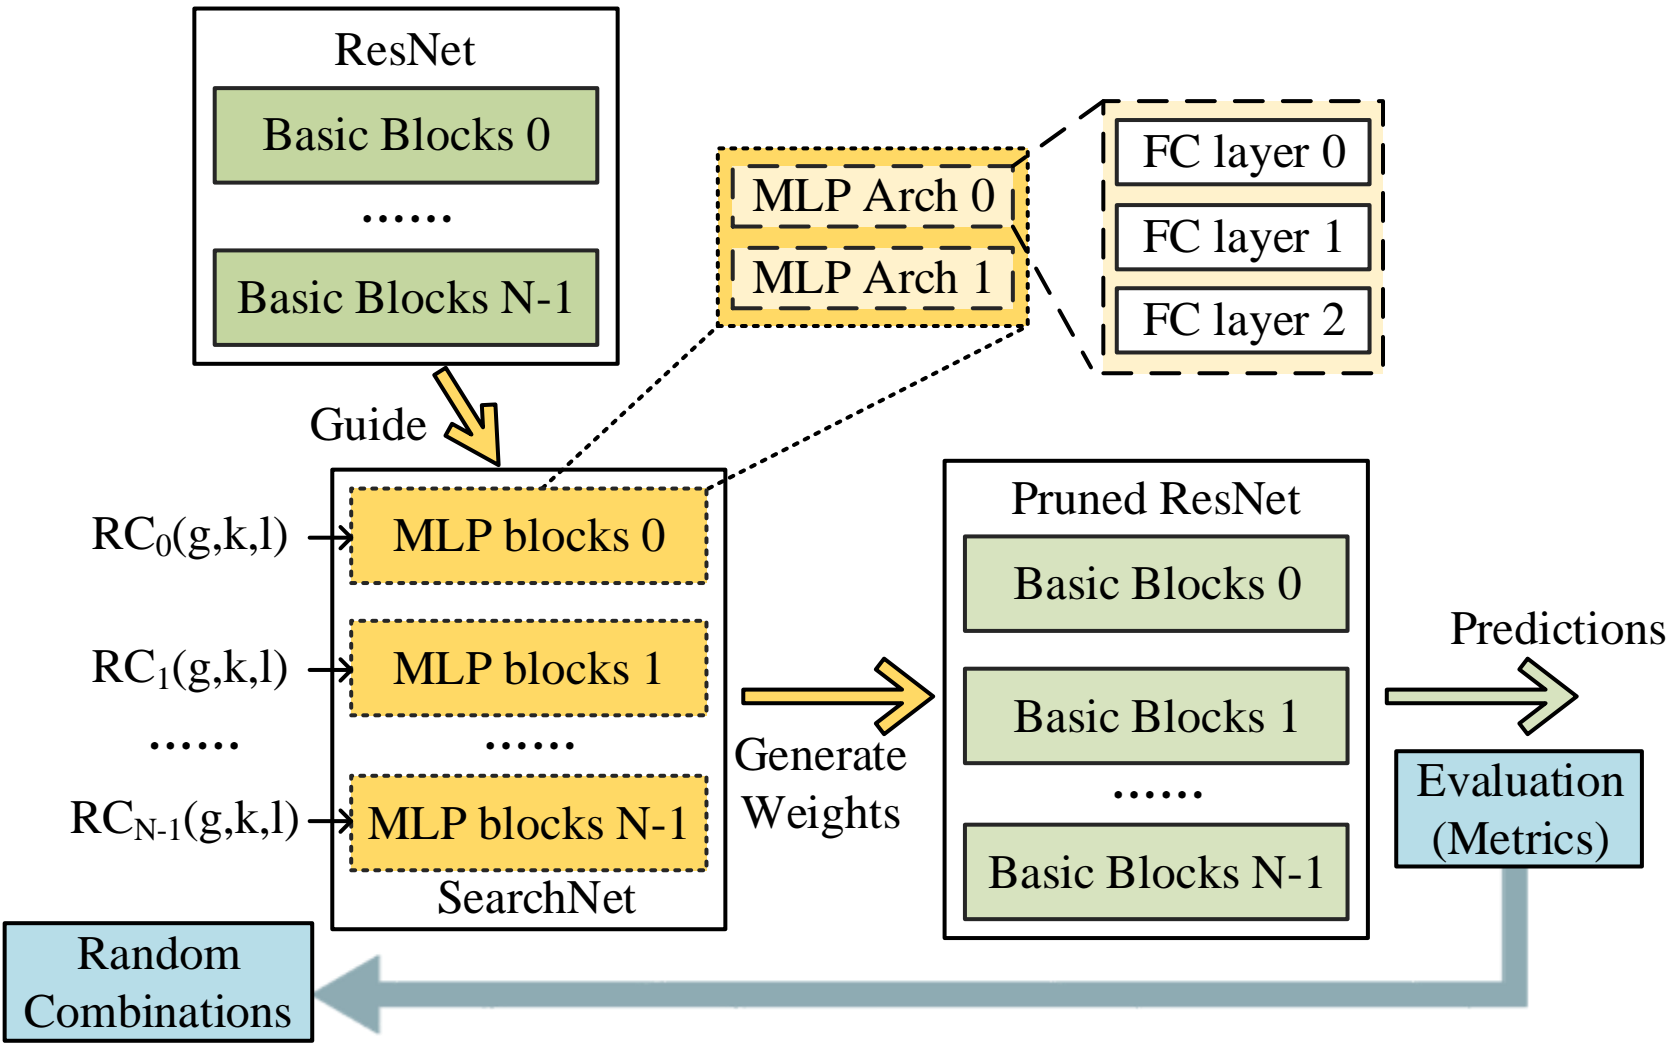 ResNet
Basic Blocks 0
......
Basic Blocks N-1
MLP Arch 0
MLP Arch 1
FC layer 0
FC layer 1
FC layer 2
Guide
RC0(g,k,l)
RC1(g,k,l)
......
RCN-1(g,k,l)
MLP blocks 0
MLP blocks 1
......
MLP blocks N-1
SearchNet
Generate
Weights
Pruned ResNet
Basic Blocks 0
Basic Blocks 1
......
Basic Blocks N-1
Predictions
Evaluation
(Metrics)
Random
Combinations